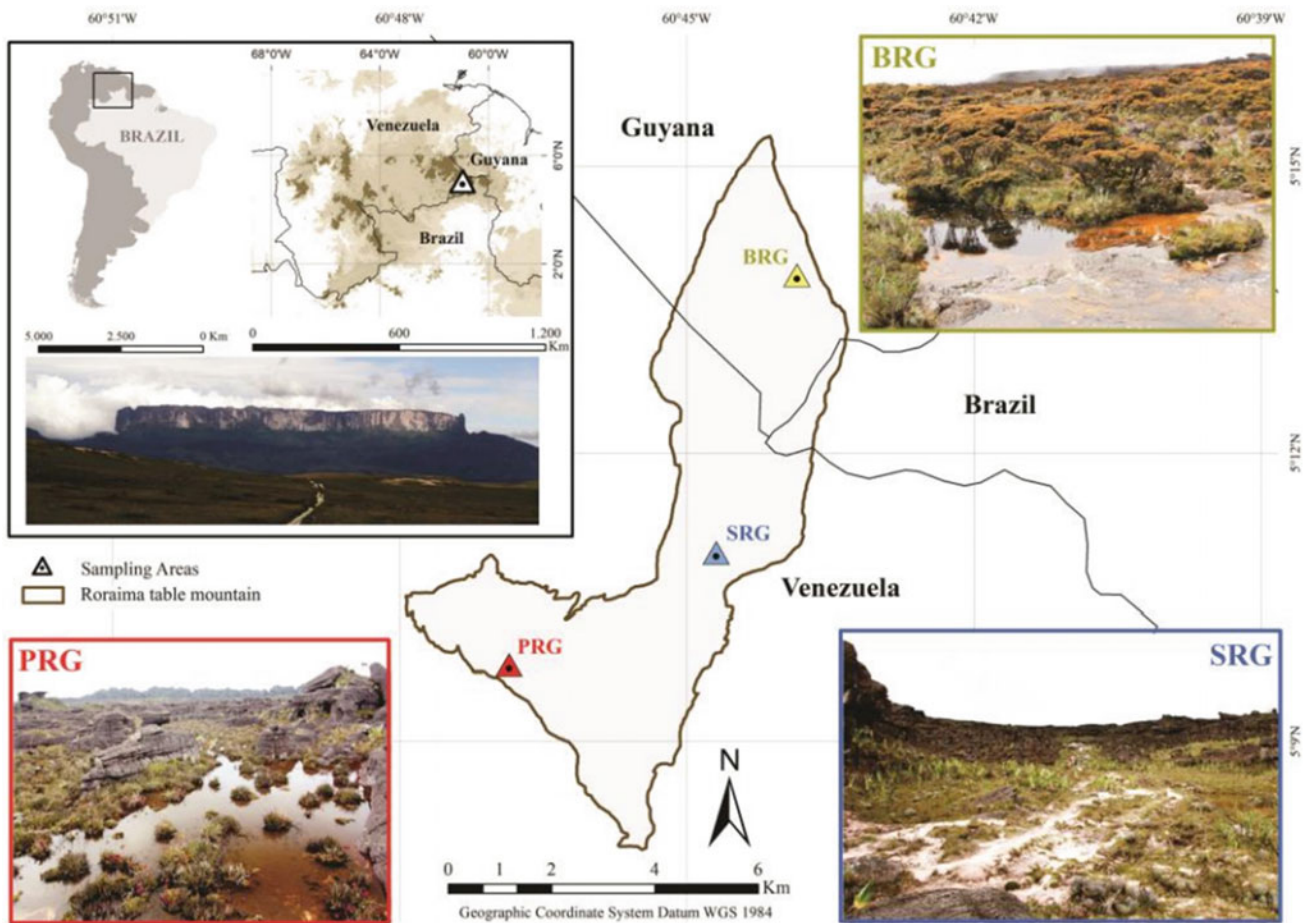 60°51'W
60°48'W
60°45'W
60°42'W
60°39'W
68°0'W
64°0'W
60°0'W
BRAZIL
Venezuela
Guyana
Brazil
6°0'N
2°0'N
5.000
2.500
0 Km
0
600
1.200
Km
Guyana
BRG
BRG
5°15'N
Brazil
5°12'N
SRG
Venezuela
Sampling Areas
Roraima table mountain
PRG
PRG
SRG
5°9'N
N
0
2
4
6
Km
Geographic Coordinate System Datum WGS 1984